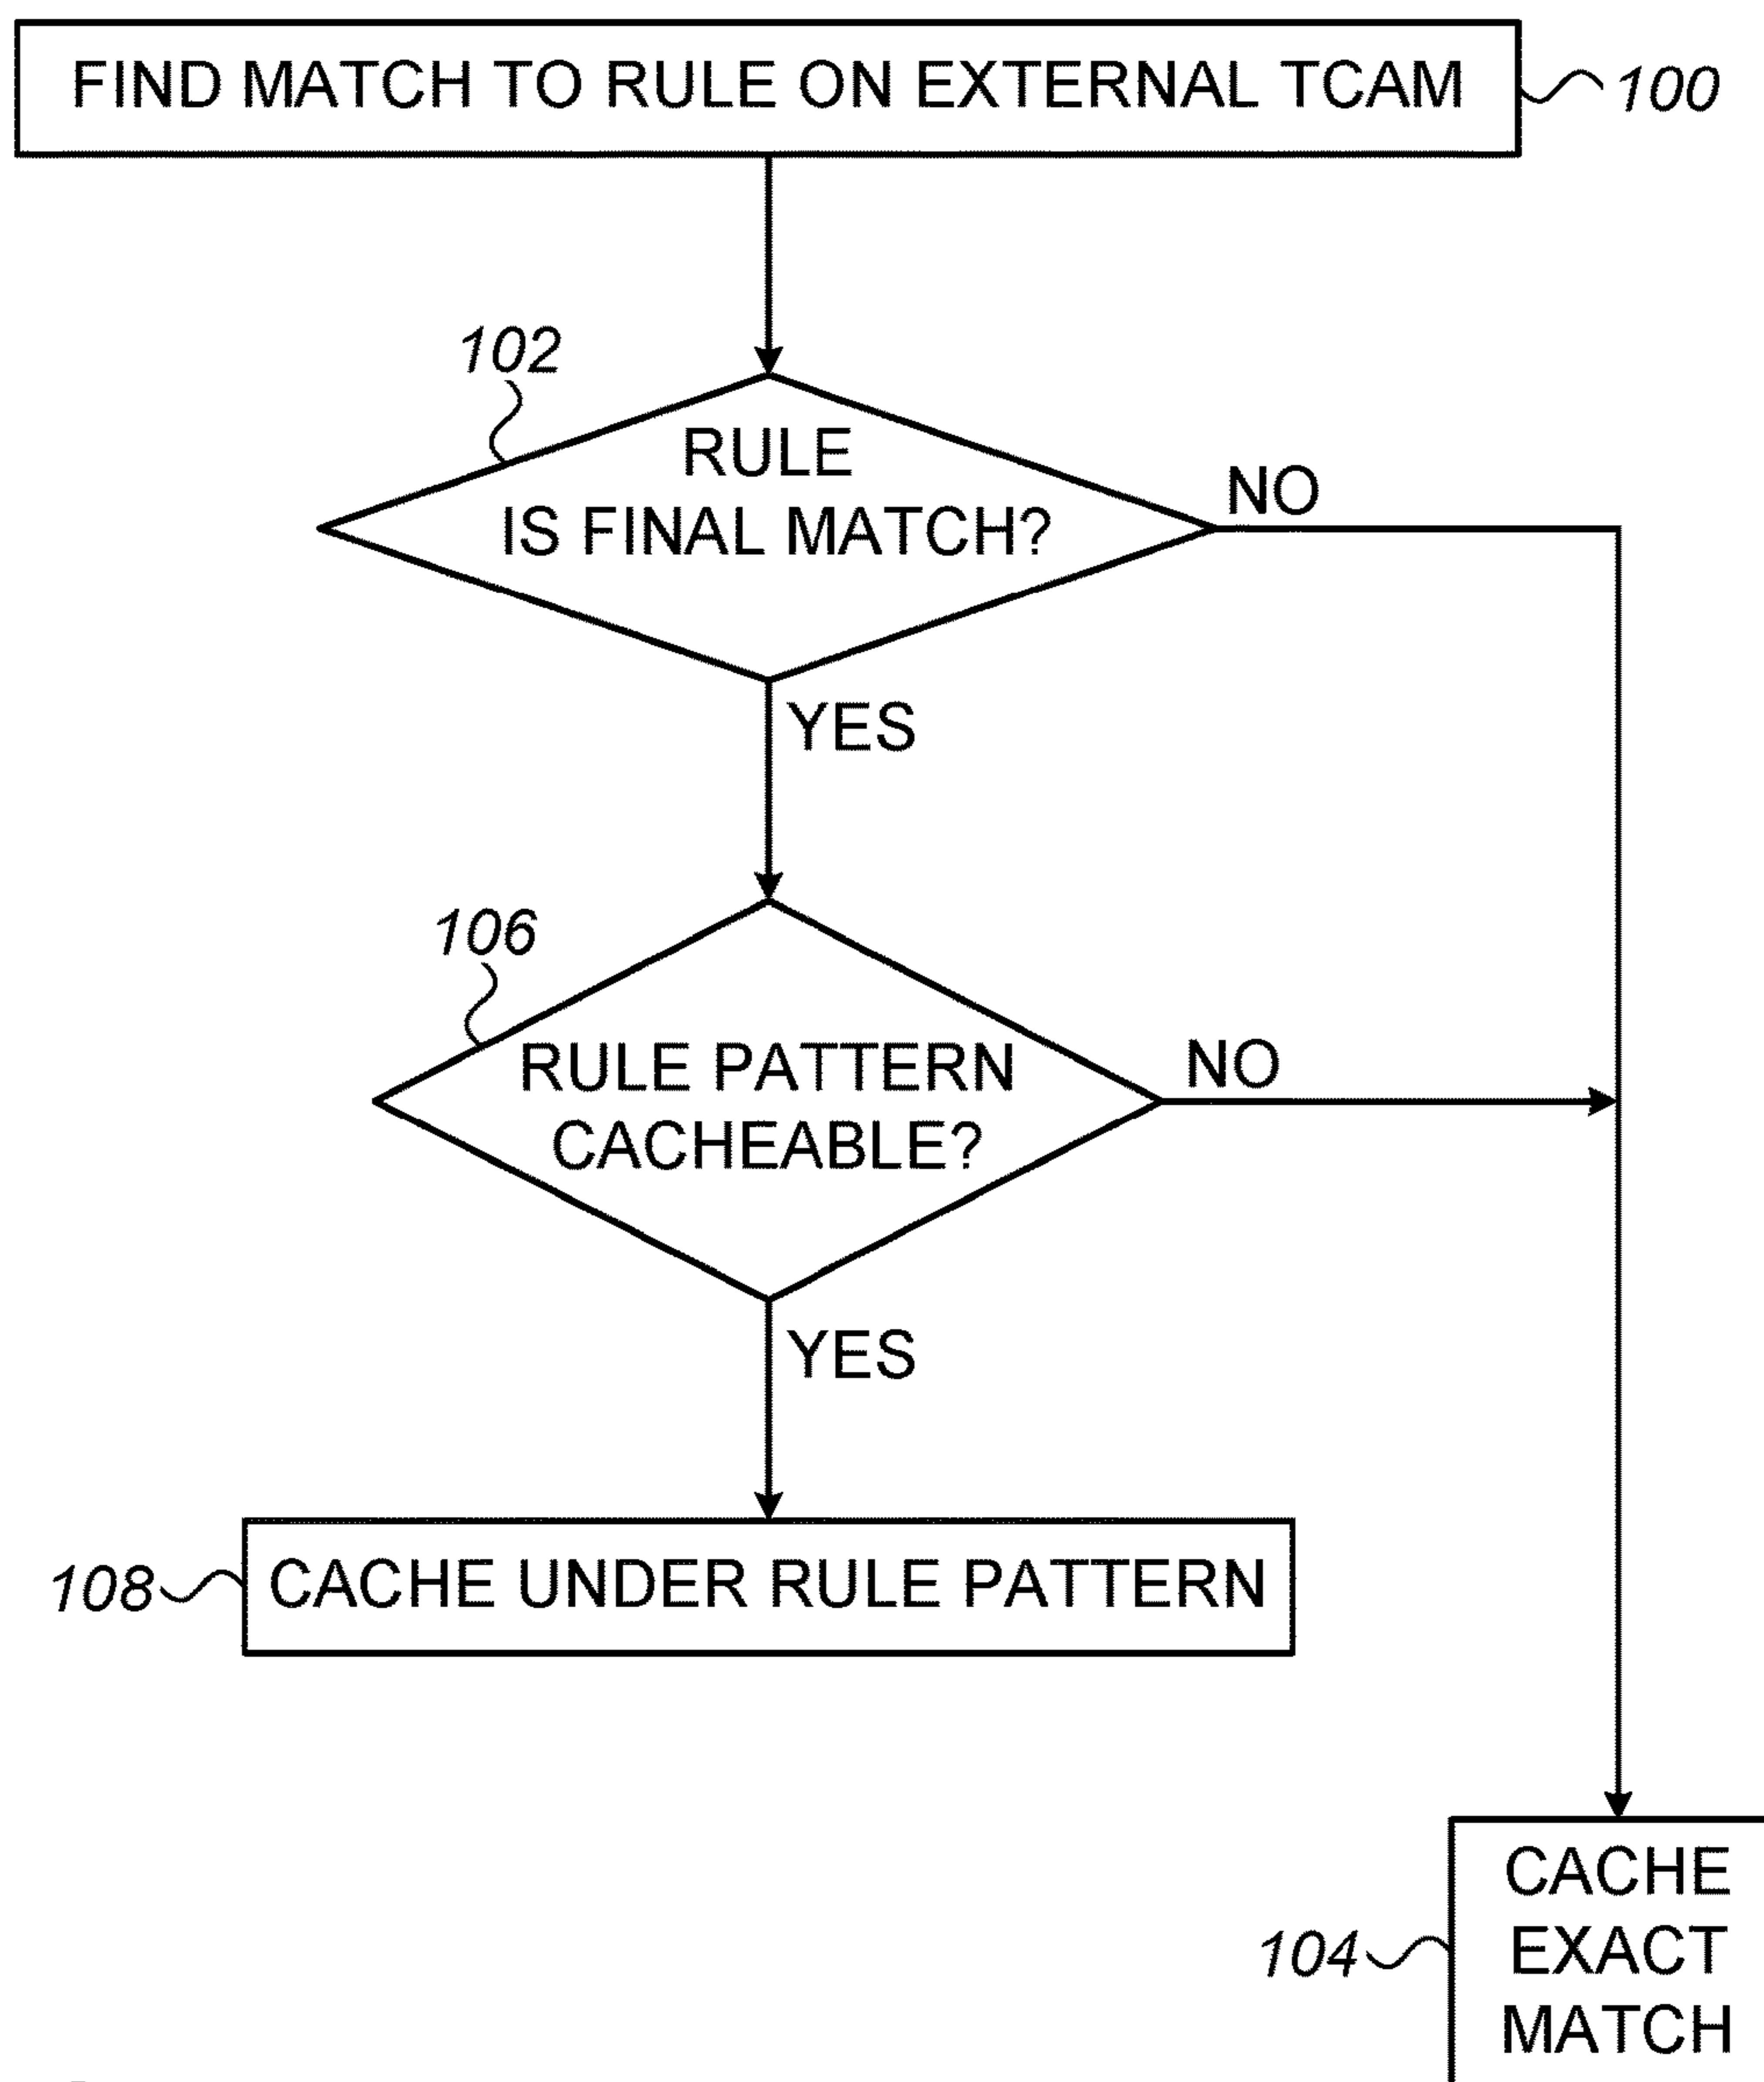 FIND MATCH TO RULE ON EXTERNAL TCAM
100
102
RULE
IS FINAL MATCH?
NO
YES
106
RULE PATTERN
CACHEABLE?
NO
YES
108
CACHE UNDER RULE PATTERN
104
CACHE
EXACT
MATCH